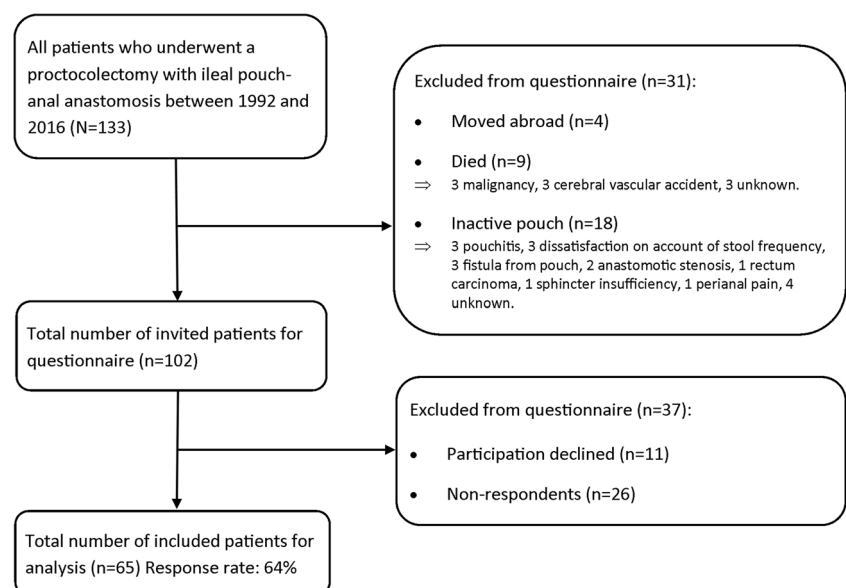 All patients who underwent a
proctocolectomy with ileal pouch-
anal anastomosis between 1992 and
2016 (N=133)
Excluded from questionnaire (n=31):
• Moved abroad (n=4)
• Died (n=9)
⇒ 3 malignancy, 3 cerebral vascular accident, 3 unknown.
• Inactive pouch (n=18)
⇒ 3 pouchitis, 3 dissatisfaction on account of stool frequency,
3 fistula from pouch, 2 anastomotic stenosis, 1 rectum
carcinoma, 1 sphincter insufficiency, 1 perianal pain, 4
unknown.
Total number of invited patients for
questionnaire (n=102)
Excluded from questionnaire (n=37):
• Participation declined (n=11)
• Non-respondents (n=26)
Total number of included patients for
analysis (n=65) Response rate: 64%